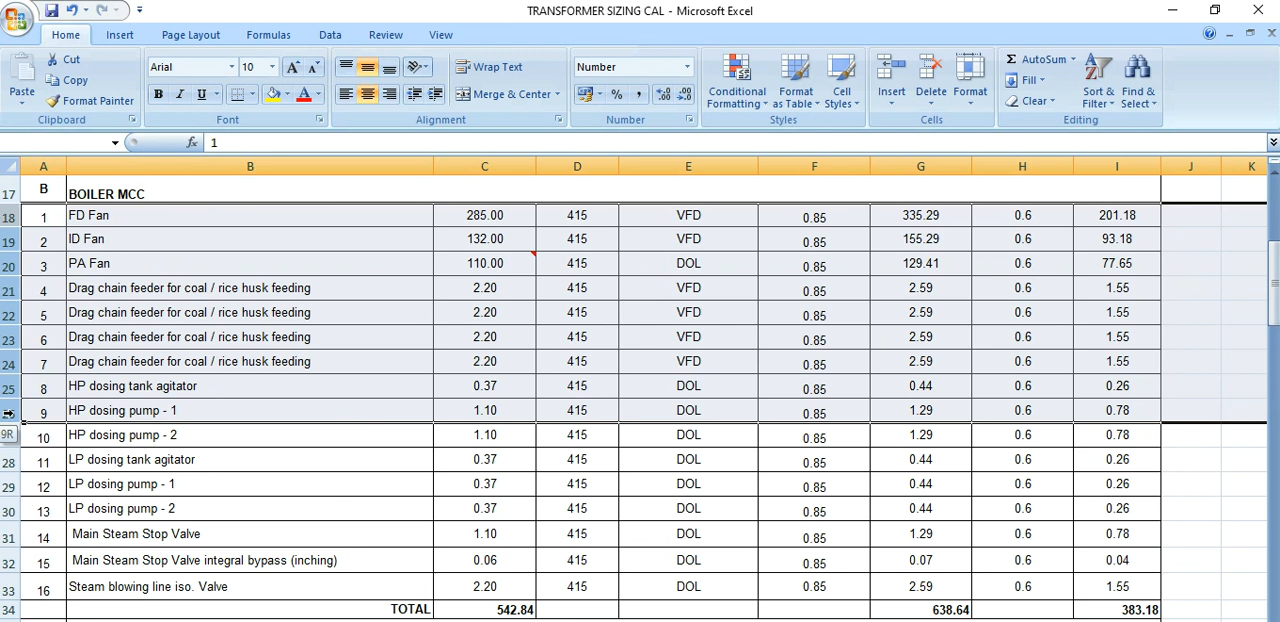 TRANSFORMER SIZING CAL - Microsoft Excel
Home Insert Page Layout Formulas Data Review View
Paste Cut Copy Format Painter Clipboard
Arial 10 A A B I U A Font
Wrap Text Merge & Center Alignment
Number % , Number
Conditional Formatting Format as Table Cell Styles Styles
Insert Delete Format Cells
Σ AutoSum Fill Clear Sort & Filter Find & Select Editing
fx 1
A B C D E F G H I J K
17 B BOILER MCC
18 1 FD Fan 285.00 415 VFD 0.85 335.29 0.6 201.18
19 2 ID Fan 132.00 415 VFD 0.85 155.29 0.6 93.18
20 3 PA Fan 110.00 415 DOL 0.85 129.41 0.6 77.65
21 4 Drag chain feeder for coal / rice husk feeding 2.20 415 VFD 0.85 2.59 0.6 1.55
22 5 Drag chain feeder for coal / rice husk feeding 2.20 415 VFD 0.85 2.59 0.6 1.55
23 6 Drag chain feeder for coal / rice husk feeding 2.20 415 VFD 0.85 2.59 0.6 1.55
24 7 Drag chain feeder for coal / rice husk feeding 2.20 415 VFD 0.85 2.59 0.6 1.55
25 8 HP dosing tank agitator 0.37 415 DOL 0.85 0.44 0.6 0.26
9 HP dosing pump - 1 1.10 415 DOL 0.85 1.29 0.6 0.78
9R 10 HP dosing pump - 2 1.10 415 DOL 0.85 1.29 0.6 0.78
28 11 LP dosing tank agitator 0.37 415 DOL 0.85 0.44 0.6 0.26
29 12 LP dosing pump - 1 0.37 415 DOL 0.85 0.44 0.6 0.26
30 13 LP dosing pump - 2 0.37 415 DOL 0.85 0.44 0.6 0.26
31 14 Main Steam Stop Valve 1.10 415 DOL 0.85 1.29 0.6 0.78
32 15 Main Steam Stop Valve integral bypass (inching) 0.06 415 DOL 0.85 0.07 0.6 0.04
33 16 Steam blowing line iso. Valve 2.20 415 DOL 0.85 2.59 0.6 1.55
34 TOTAL 542.84 638.64 383.18